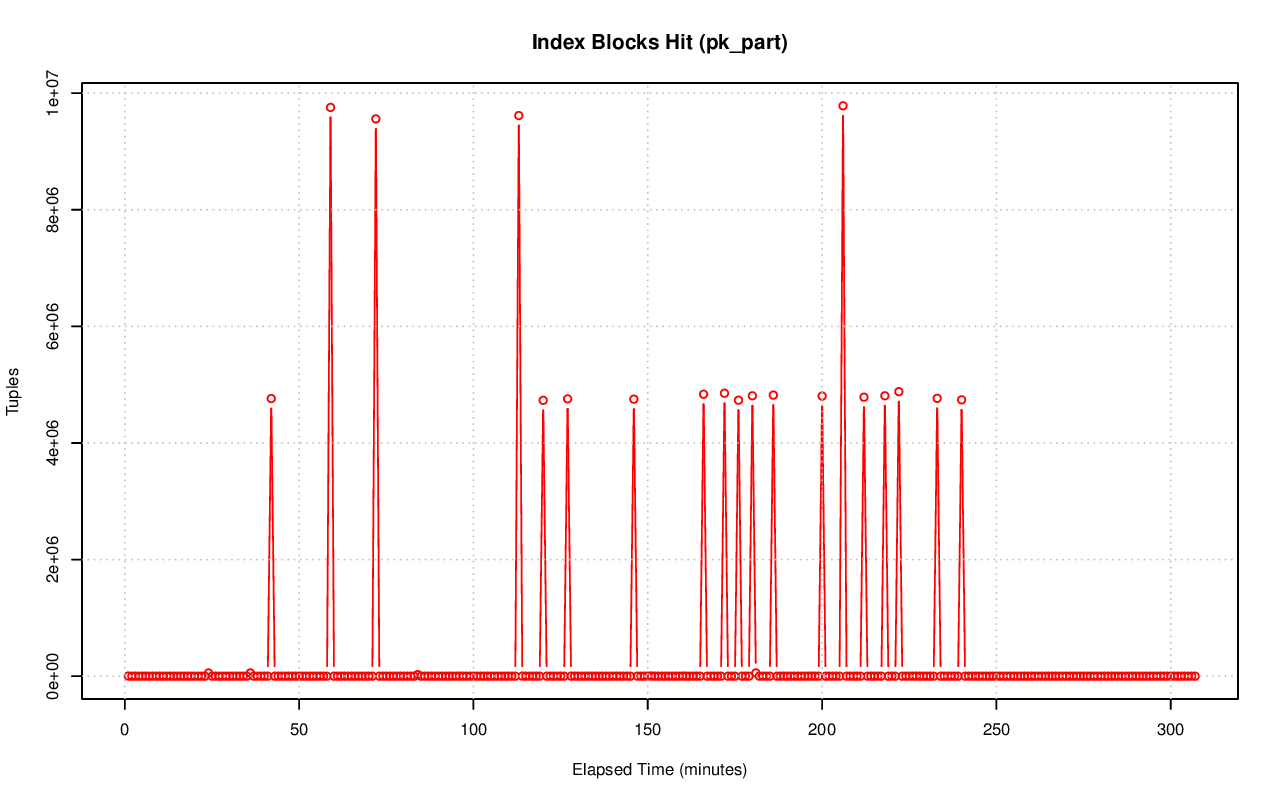 Index Blocks Hit (pk_part)
Tuples
1e+07
8e+06
6e+06
4e+06
2e+06
0e+00
0 50 100 150 200 250 300
Elapsed Time (minutes)